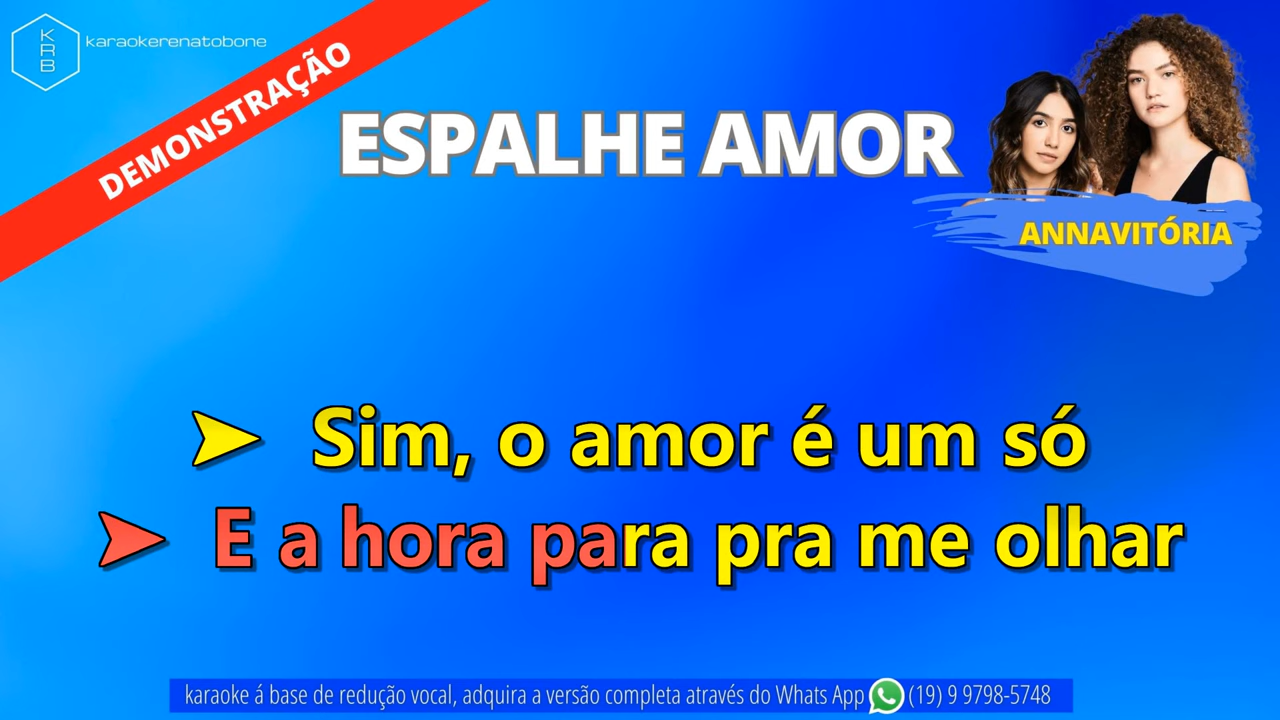 KRB
karaokerenatobone
DEMONSTRAÇÃO
ESPALHE AMOR
ANNAVITÓRIA
➤ Sim, o amor é um só
➤ E a hora para pra me olhar
karaoke á base de redução vocal, adquira a versão completa através do Whats App (19) 9 9798-5748